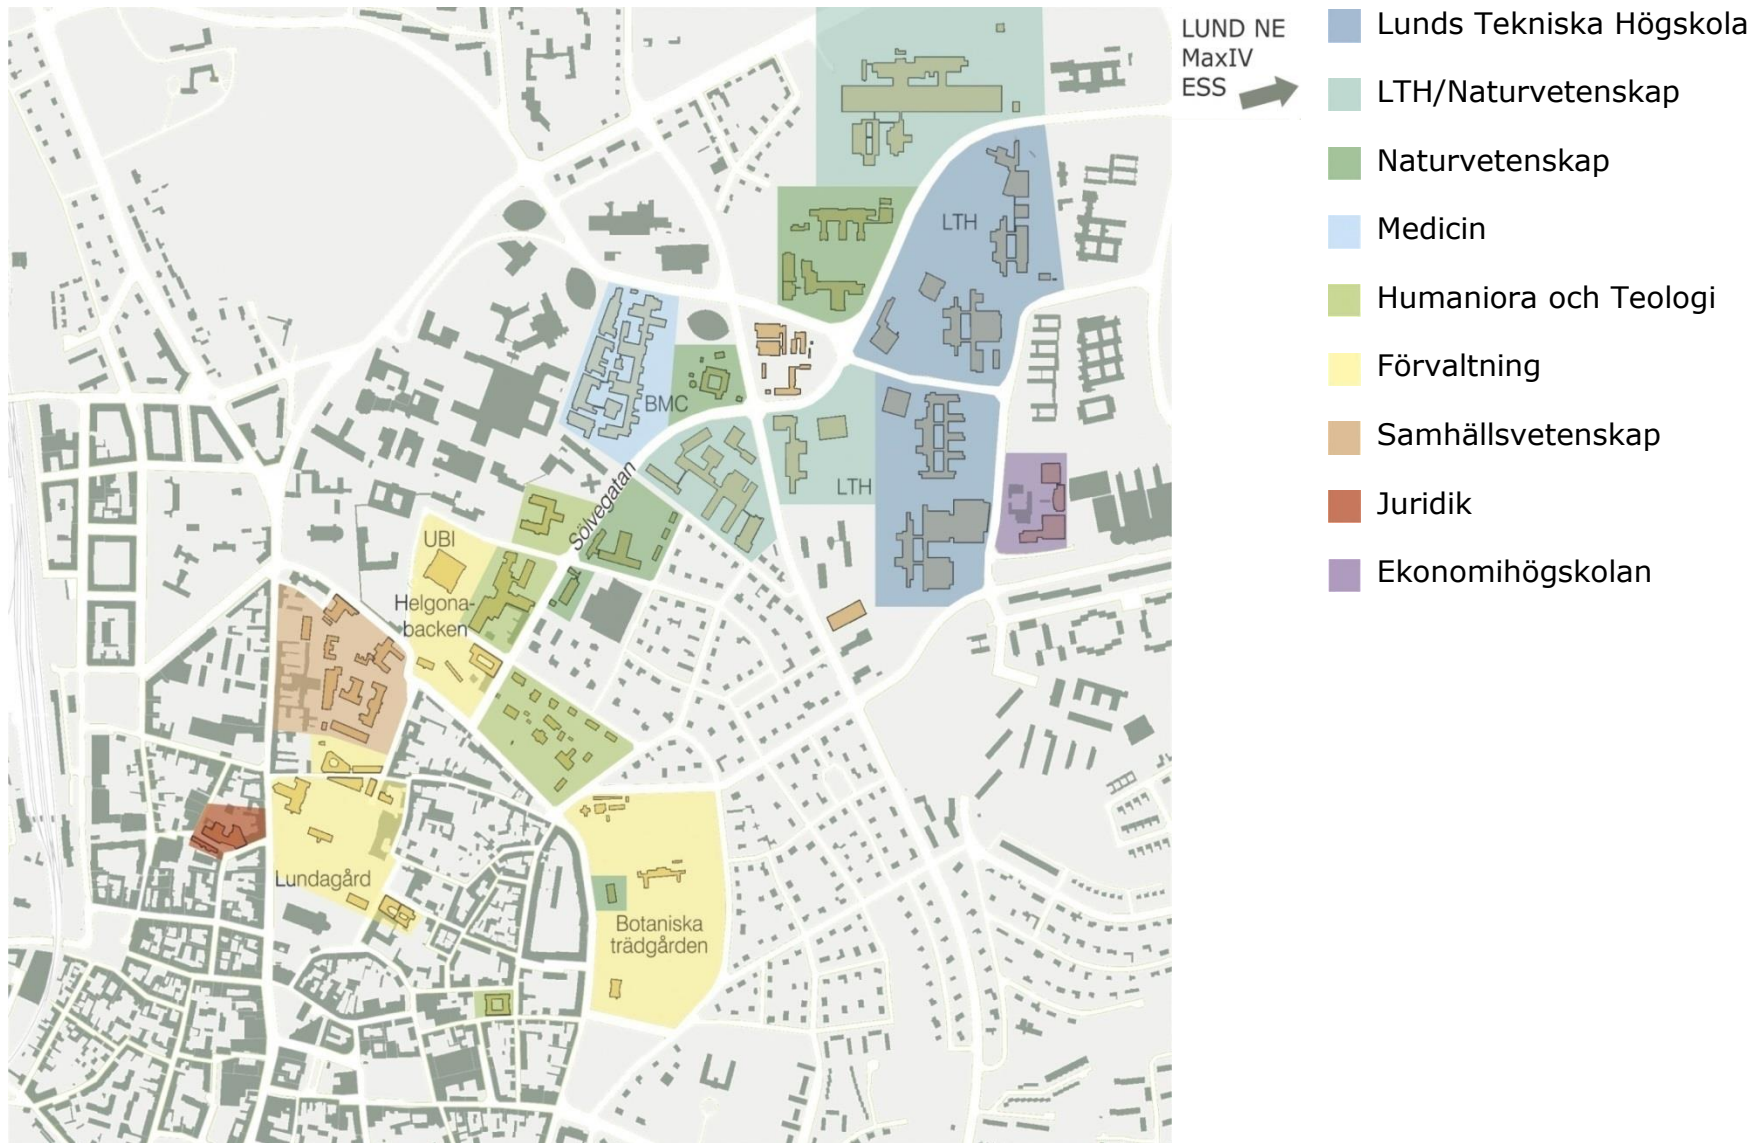 LUND NE
MaxIV
ESS
Lunds Tekniska Högskola
LTH/Naturvetenskap
Naturvetenskap
Medicin
Humaniora och Teologi
Förvaltning
Samhällsvetenskap
Juridik
Ekonomihögskolan
LTH
BMC
LTH
Sölvegatan
UBI
Helgona-
backen
Lundagård
Botaniska
trädgården